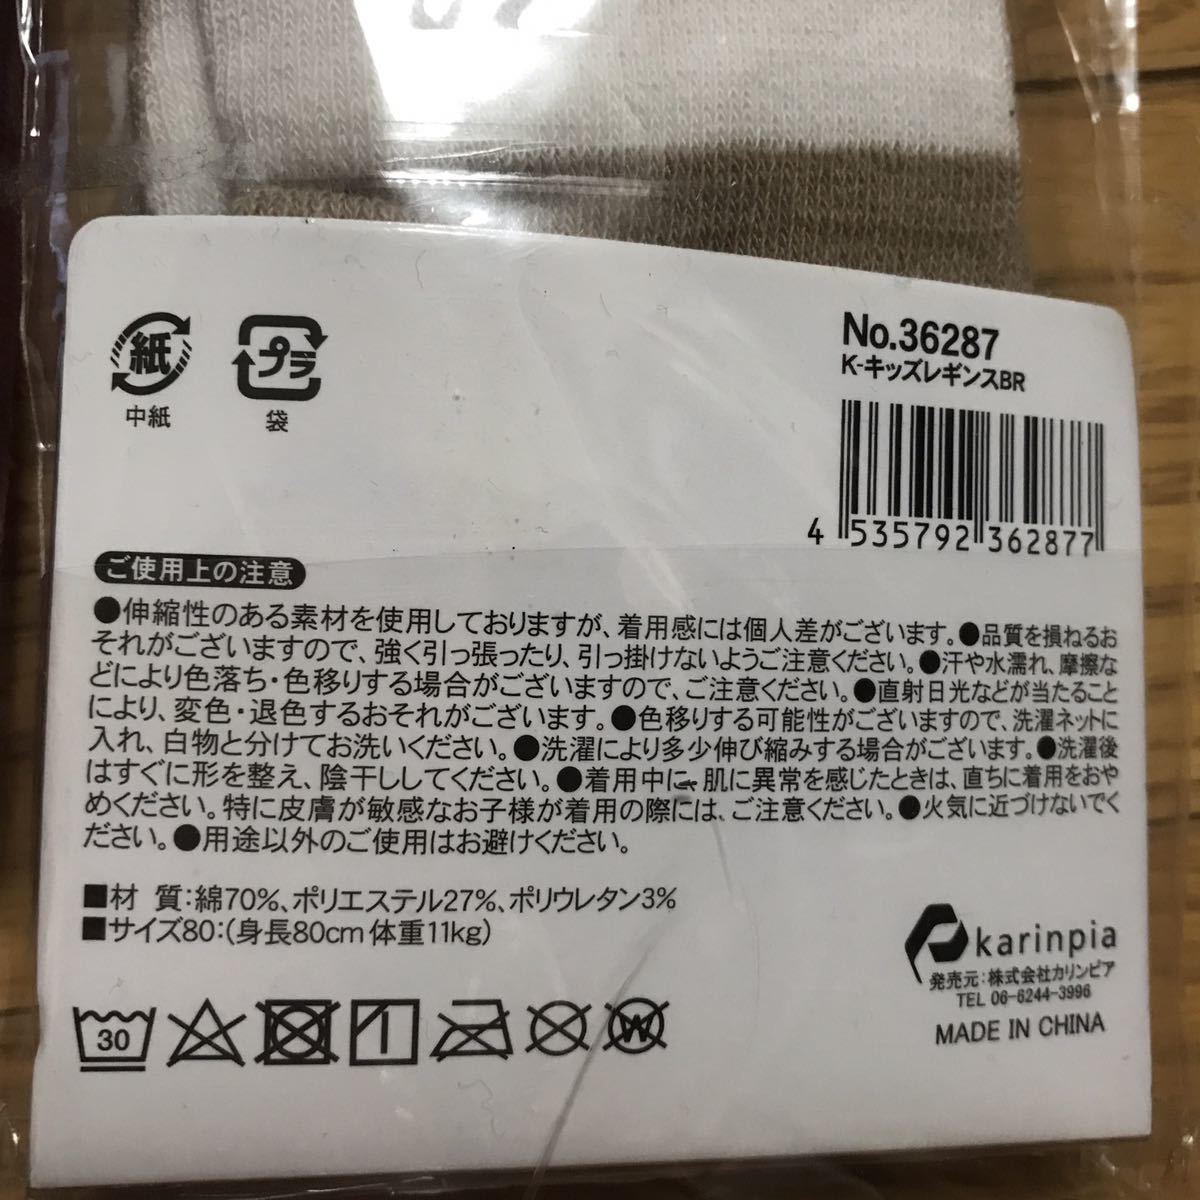 紙
中紙
プラ
袋
No.36287
K-キッズレギンスBR
4 535792 362877
ご使用上の注意
●伸縮性のある素材を使用しておりますが、着用感には個人差がございます。●品質を損ねるお
それがございますので、強く引っ張ったり、引っ掛けないようご注意ください。●汗や水濡れ、摩擦な
どにより色落ち・色移りする場合がございますので、ご注意ください。●直射日光などが当たること
により、変色・退色するおそれがございます。●色移りする可能性がございますので、洗濯ネットに
入れ、白物と分けてお洗いください。●洗濯により多少伸び縮みする場合がございます。●洗濯後
はすぐに形を整え、陰干ししてください。●着用中に、肌に異常を感じたときは、直ちに着用をおや
めください。特に皮膚が敏感なお子様が着用の際には、ご注意ください。●火気に近づけないでく
ださい。●用途以外のご使用はお避けください。
■材 質:綿70%、ポリエステル27%、ポリウレタン3%
■サイズ80:(身長80cm 体重11kg)
30
W
karinpia
発売元:株式会社カリンピア
TEL 06-6244-3996
MADE IN CHINA